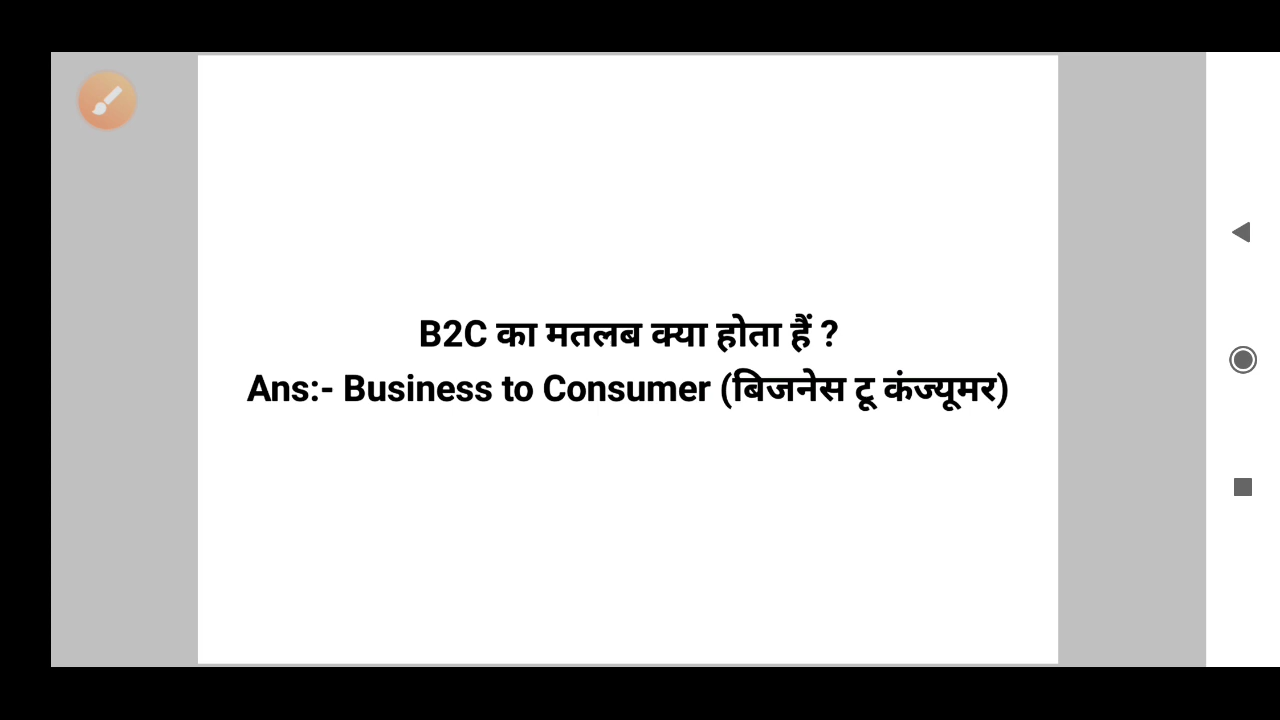 B2C का मतलब क्या होता हैं ?
Ans:- Business to Consumer (बिजनेस टू कंज्यूमर)